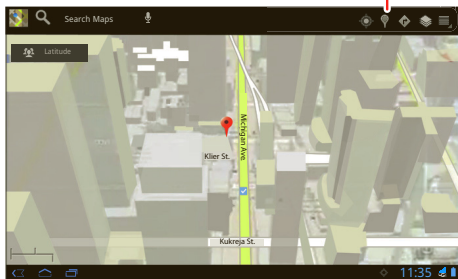 Search Maps
Latitude
Michigan Ave.
Klier St.
Kukreja St.
11:35